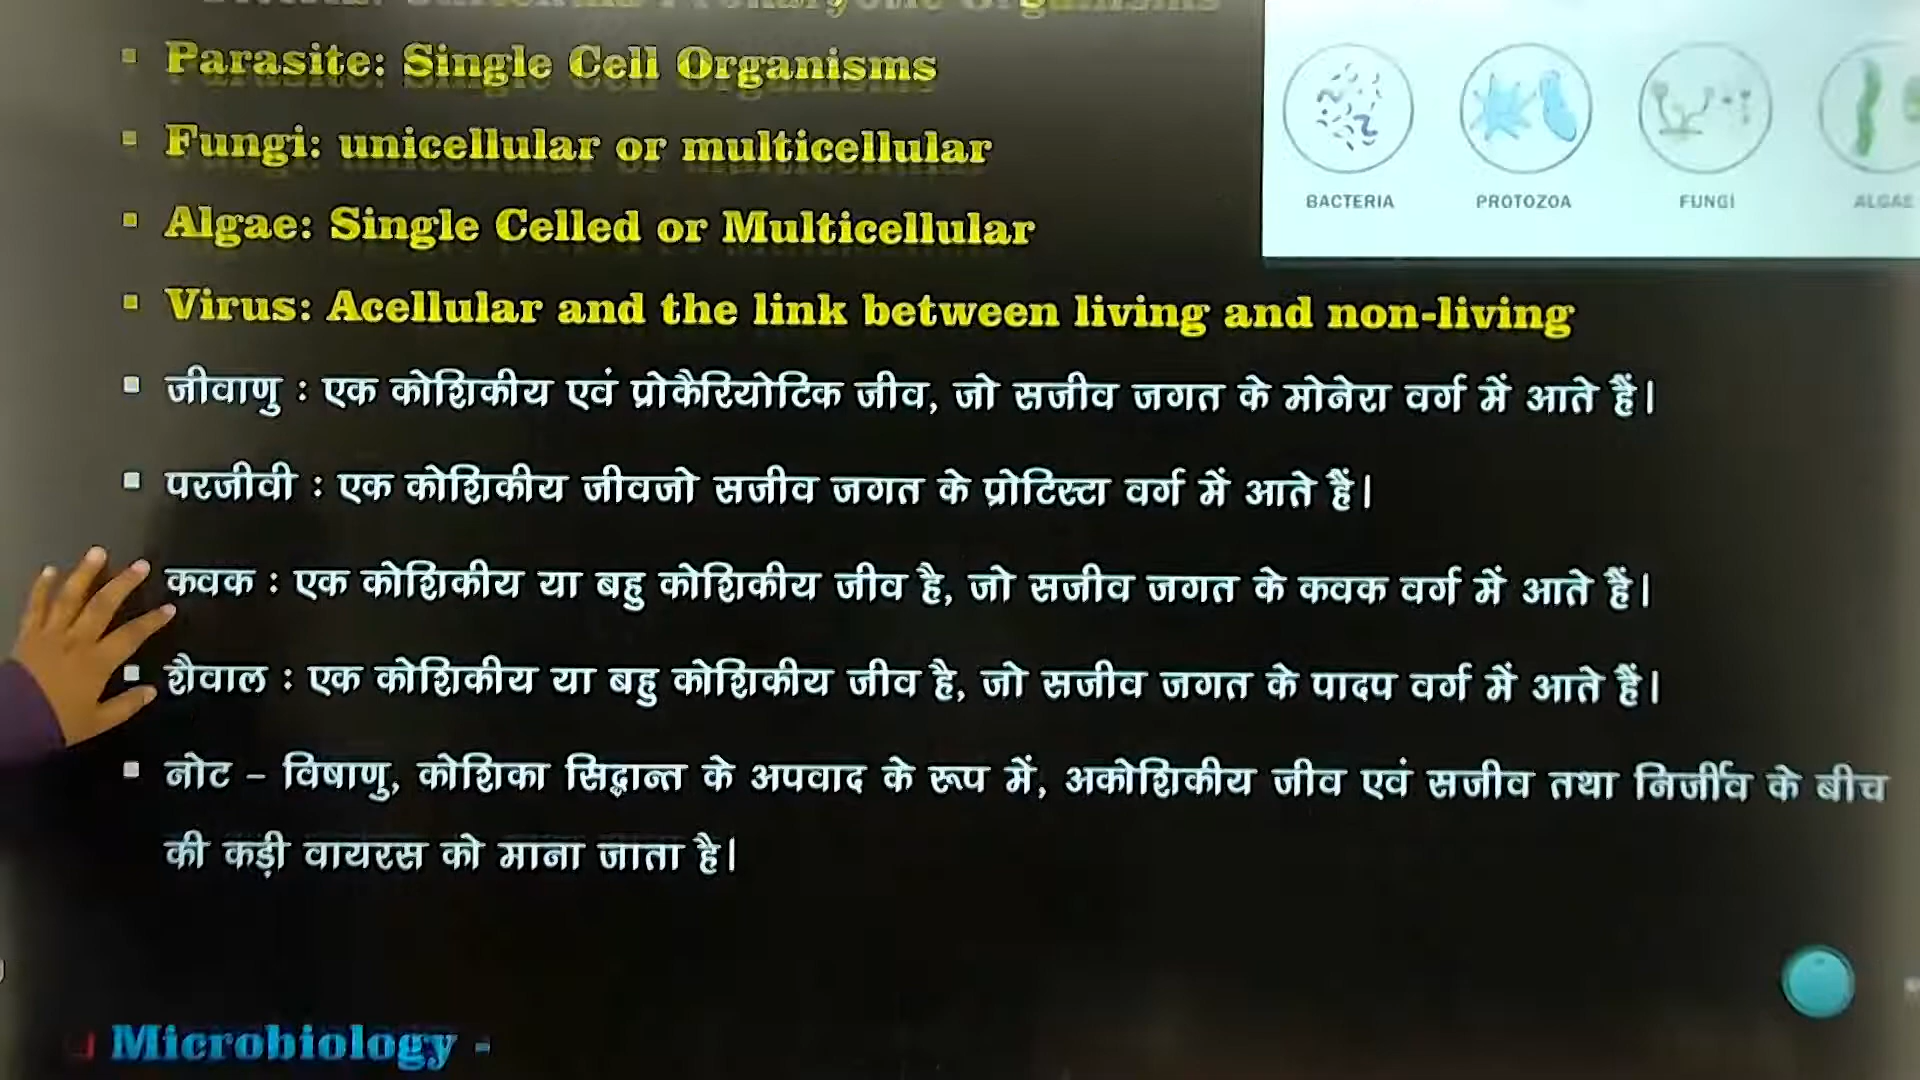 Prokaryotic Organisms
▪ Parasite: Single Cell Organisms
▪ Fungi: unicellular or multicellular
▪ Algae: Single Celled or Multicellular
▪ Virus: Acellular and the link between living and non-living
▪ जीवाणु : एक कोशिकीय एवं प्रोकैरियोटिक जीव, जो सजीव जगत के मोनेरा वर्ग में आते हैं।
▪ परजीवी : एक कोशिकीय जीवजो सजीव जगत के प्रोटिस्टा वर्ग में आते हैं।
कवक : एक कोशिकीय या बहु कोशिकीय जीव है, जो सजीव जगत के कवक वर्ग में आते हैं।
▪ शैवाल : एक कोशिकीय या बहु कोशिकीय जीव है, जो सजीव जगत के पादप वर्ग में आते हैं।
▪ नोट – विषाणु, कोशिका सिद्धान्त के अपवाद के रूप में, अकोशिकीय जीव एवं सजीव तथा निर्जीव के बीच
की कड़ी वायरस को माना जाता है।
Microbiology -
BACTERIA PROTOZOA FUNGI ALGAE